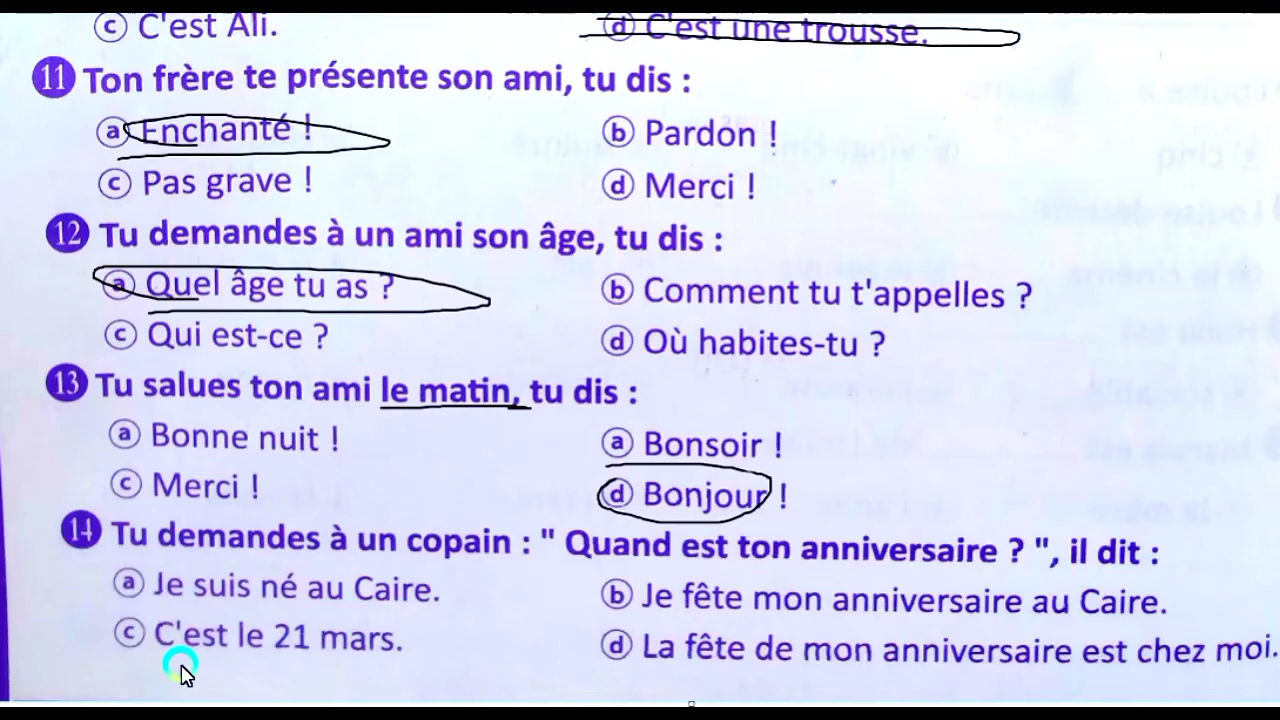 c C'est Ali. d C'est une trousse.
11 Ton frère te présente son ami, tu dis :
a Enchanté ! b Pardon !
c Pas grave ! d Merci !
12 Tu demandes à un ami son âge, tu dis :
a Quel âge tu as ? b Comment tu t'appelles ?
c Qui est-ce ? d Où habites-tu ?
13 Tu salues ton ami le matin, tu dis :
a Bonne nuit ! a Bonsoir !
c Merci ! d Bonjour !
14 Tu demandes à un copain : " Quand est ton anniversaire ? ", il dit :
a Je suis né au Caire. b Je fête mon anniversaire au Caire.
c C'est le 21 mars. d La fête de mon anniversaire est chez moi.